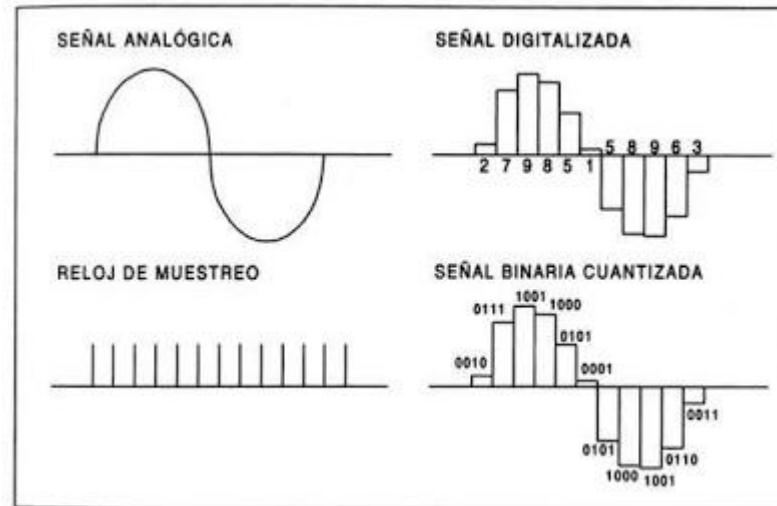 SEÑAL ANALÓGICA
SEÑAL DIGITALIZADA
5 8 9 6 3
2 7 9 8 5 1
RELOJ DE MUESTREO
SEÑAL BINARIA CUANTIZADA
1001
0111
1000
0101
0010
0001
0011
0101
0110
1000
1001